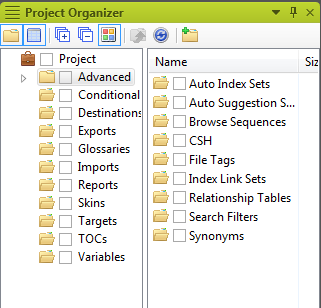 Project Organizer
Project
Advanced
Conditional
Destinations
Exports
Glossaries
Imports
Reports
Skins
Targets
TOCs
Variables
Name
Siz
Auto Index Sets
Auto Suggestion S...
Browse Sequences
CSH
File Tags
Index Link Sets
Relationship Tables
Search Filters
Synonyms